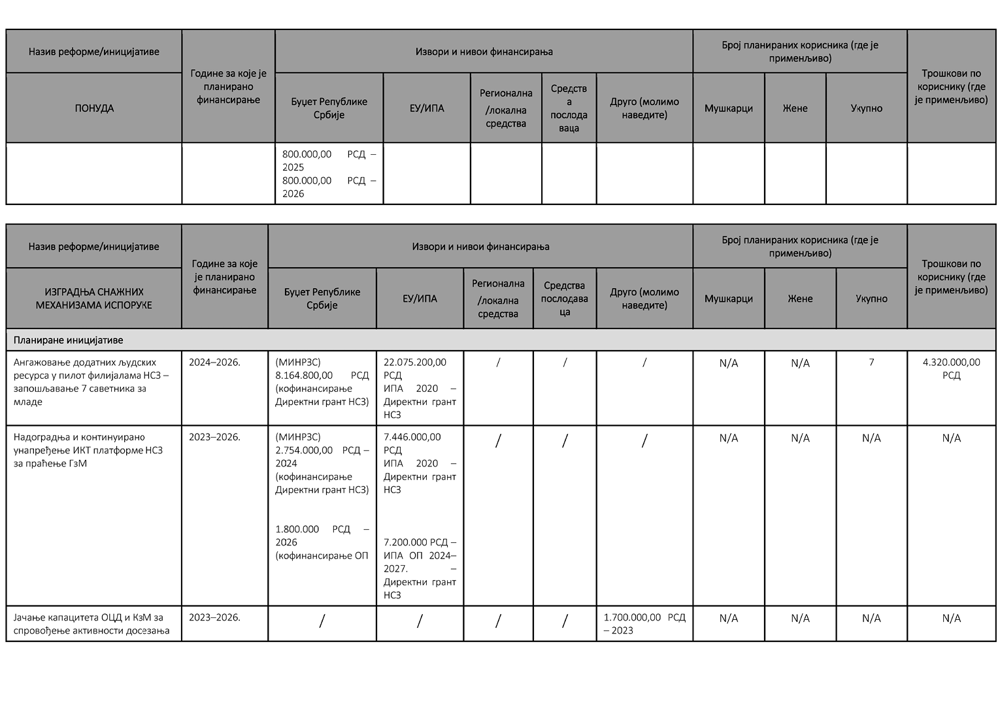 Назив реформе/иницијативе
Године за које је
планирано
финансирање
Извори и нивои финансирања
Број планираних корисника (где је
применљиво)
Трошкови по
кориснику (где
је применљиво)
ПОНУДА
Буџет Републике
Србије
ЕУ/ИПА
Регионална
/локална
средства
Средств
а
послода
ваца
Друго (молимо
наведите)
Мушкарци
Жене
Укупно
800.000,00 РСД –
2025
800.000,00 РСД –
2026
Назив реформе/иницијативе
Године за које
је планирано
финансирање
Извори и нивои финансирања
Број планираних корисника (где је
применљиво)
Трошкови по
кориснику (где
је применљиво)
ИЗГРАДЊА СНАЖНИХ
МЕХАНИЗАМА ИСПОРУКЕ
Буџет Републике
Србије
ЕУ/ИПА
Регионална
/локална
средства
Средства
послодава
ца
Друго (молимо
наведите)
Мушкарци
Жене
Укупно
Планиране иницијативе
Ангажовање додатних људских
ресурса у пилот филијалама НСЗ –
запошљавање 7 саветника за
младе
2024–2026.
(МИНРЗС)
8.164.800,00 РСД
(кофинансирање
Директни грант НСЗ)
22.075.200,00
РСД
ИПА 2020 –
Директни грант
НСЗ
/
/
/
N/A
N/A
7
4.320.000,00
РСД
Надоградња и континуирано
унапређење ИКТ платформе НСЗ
за праћење ГзМ
2023–2026.
(МИНРЗС)
2.754.000,00 РСД –
2024
(кофинансирање
Директни грант НСЗ)
1.800.000 РСД –
2026
(кофинансирање ОП
7.446.000,00
РСД
ИПА 2020 –
Директни грант
НСЗ
7.200.000 РСД –
ИПА ОП 2024–
2027. –
Директни грант
НСЗ
/
/
/
N/A
N/A
N/A
N/A
Јачање капацитета ОЦД и КзМ за
спровођење активности досезања
2023–2026.
/
/
/
/
1.700.000,00 РСД
– 2023
N/A
N/A
N/A
N/A